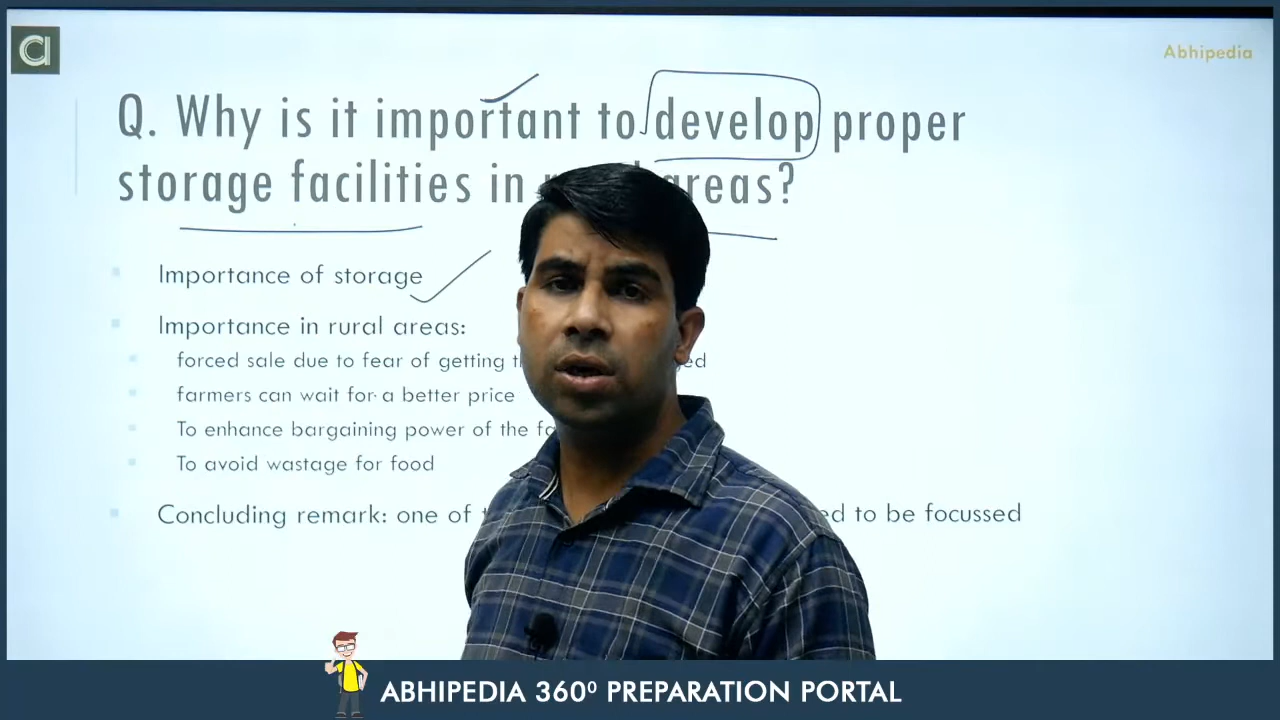 Abhipedia
Q. Why is it important to develop proper
storage facilities in areas?
Importance of storage
Importance in rural areas:
forced sale due to fear of getting
farmers can wait for a better price
To enhance bargaining power of the
To avoid wastage for food
Concluding remark: one of to be focussed
ABHIPEDIA 360⁰ PREPARATION PORTAL